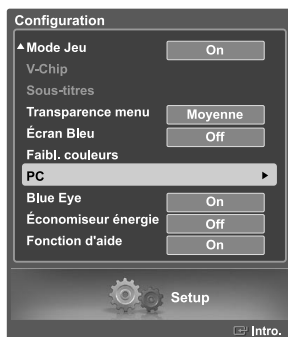 Configuration
▲Mode Jeu On
V-Chip
Sous-titres
Transparence menu Moyenne
Écran Bleu Off
Faibl. couleurs
PC ►
Blue Eye On
Économiseur énergie Off
Fonction d'aide On
Setup
Intro.